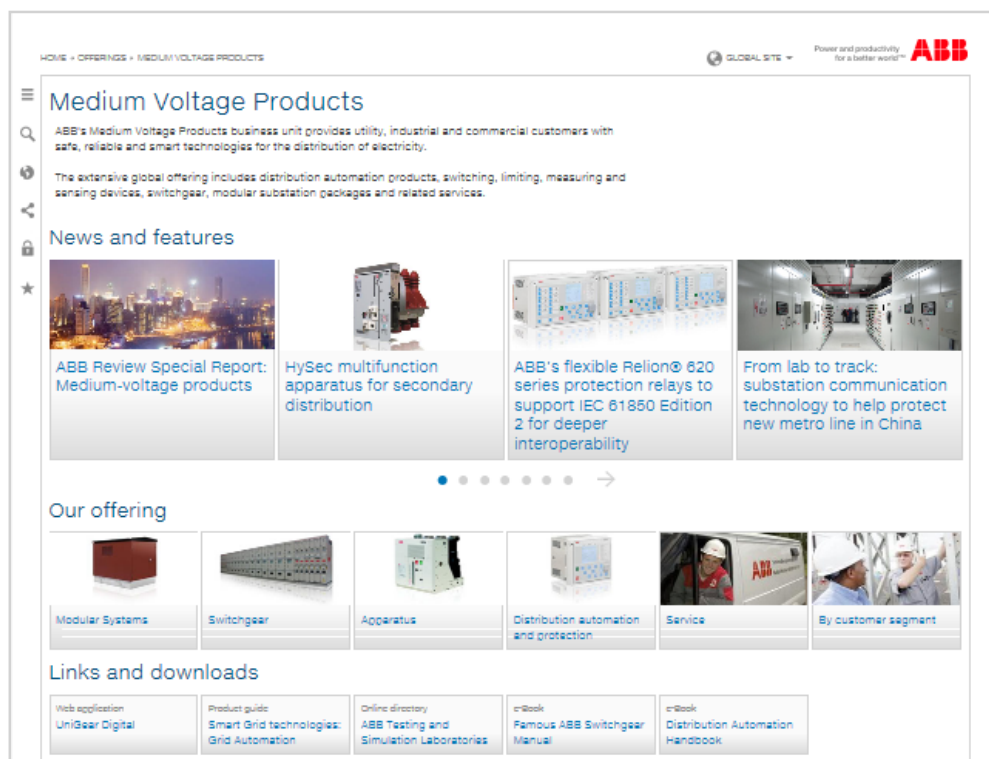 HOME » OFFERINGS » MEDIUM VOLTAGE PRODUCTS
GLOBAL SITE
Power and productivity
for a better world™
ABB
Medium Voltage Products
ABB's Medium Voltage Products business unit provides utility, industrial and commercial customers with
safe, reliable and smart technologies for the distribution of electricity.
The extensive global offering includes distribution automation products, switching, limiting, measuring and
sensing devices, switchgear, modular substation packages and related services.
News and features
ABB Review Special Report:
Medium-voltage products
HySec multifunction
apparatus for secondary
distribution
ABB's flexible Relion® 620
series protection relays to
support IEC 61850 Edition
2 for deeper
interoperability
From lab to track:
substation communication
technology to help protect
new metro line in China
Our offering
ABB
Modular Systems
Switchgear
Apparatus
Distribution automation
and protection
Service
By customer segment
Links and downloads
Web application
UniGear Digital
Product guide
Smart Grid technologies:
Grid Automation
Online directory
ABB Testing and
Simulation Laboratories
e-Book
Famous ABB Switchgear
Manual
e-Book
Distribution Automation
Handbook